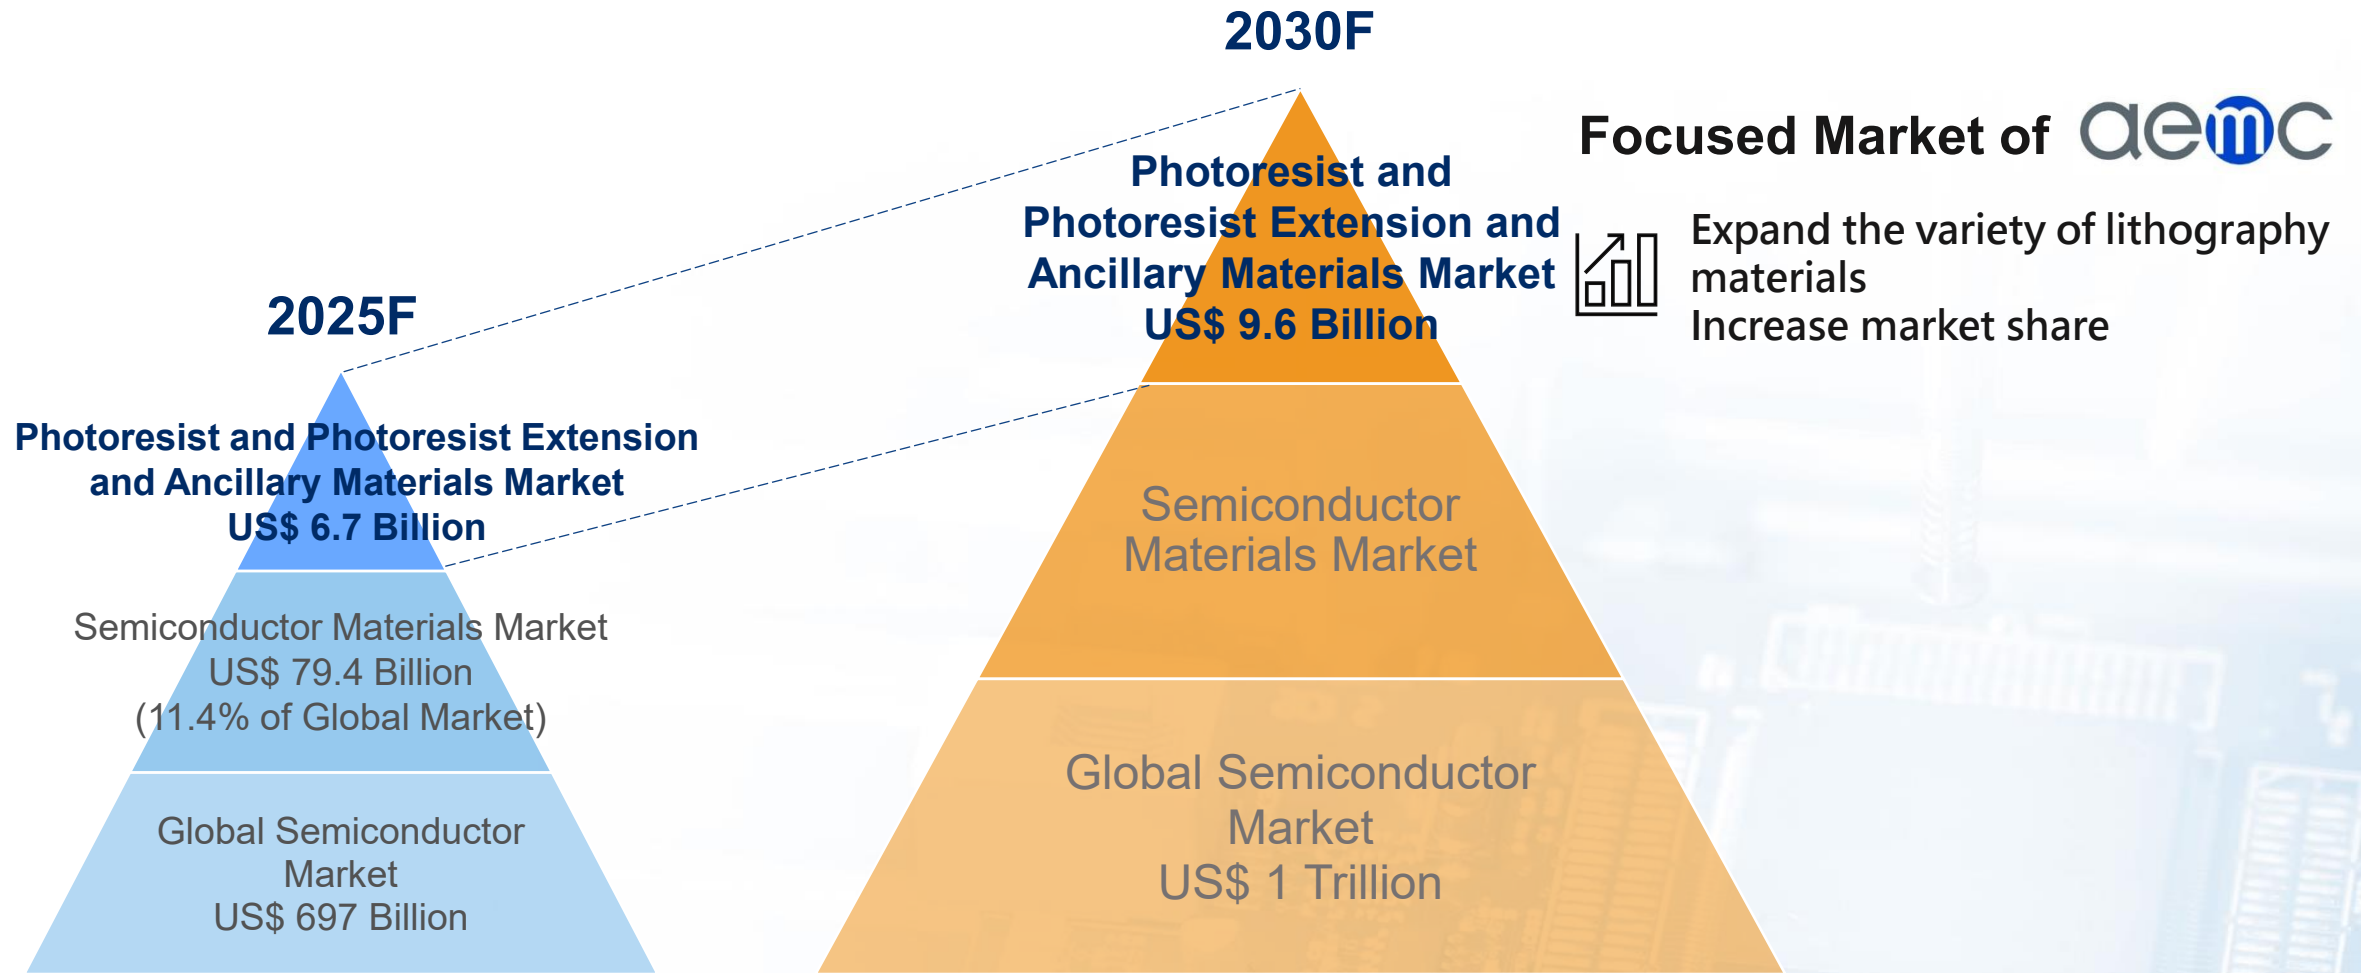 2030F
Focused Market of aemc
Photoresist and
Photoresist Extension and
Ancillary Materials Market
US$ 9.6 Billion
Expand the variety of lithography
materials
Increase market share
2025F
Photoresist and Photoresist Extension
and Ancillary Materials Market
US$ 6.7 Billion
Semiconductor
Materials Market
Semiconductor Materials Market
US$ 79.4 Billion
(11.4% of Global Market)
Global Semiconductor
Market
US$ 1 Trillion
Global Semiconductor
Market
US$ 697 Billion